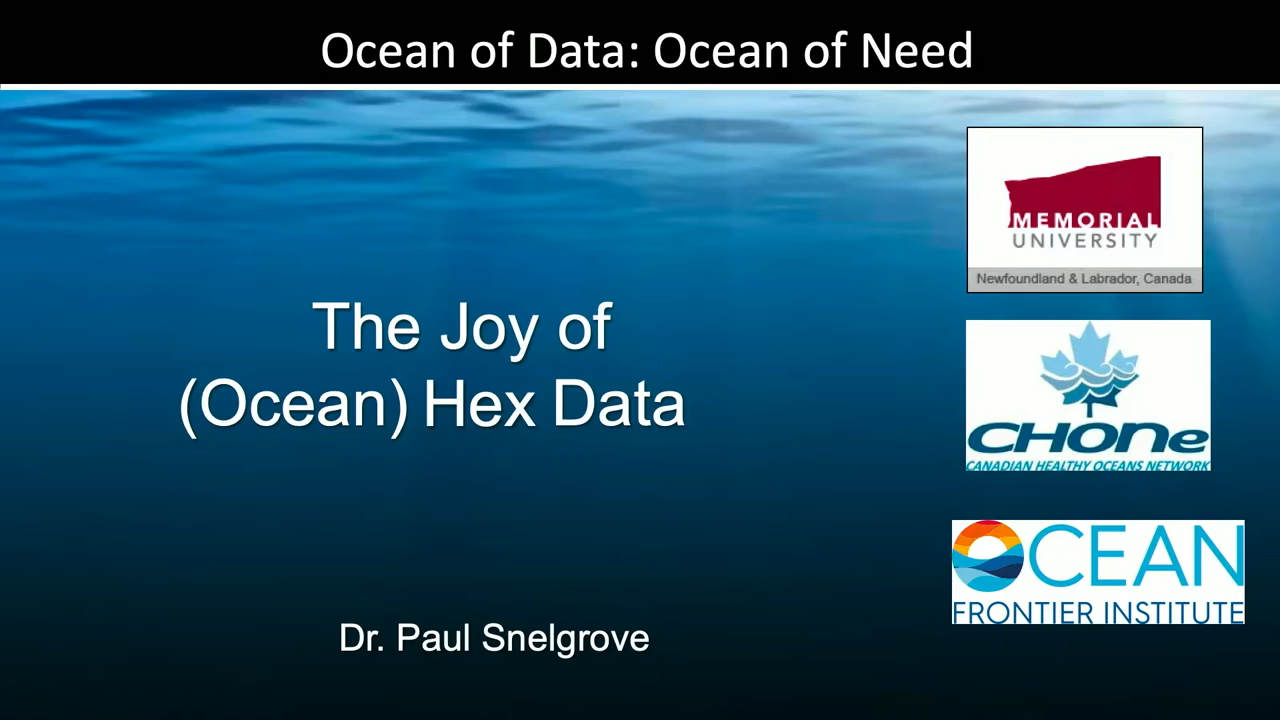 Ocean of Data: Ocean of Need
MEMORIAL
UNIVERSITY
Newfoundland & Labrador, Canada
The Joy of
(Ocean) Hex Data
CHONe
CANADIAN HEALTHY OCEANS NETWORK
OCEAN
FRONTIER INSTITUTE
Dr. Paul Snelgrove